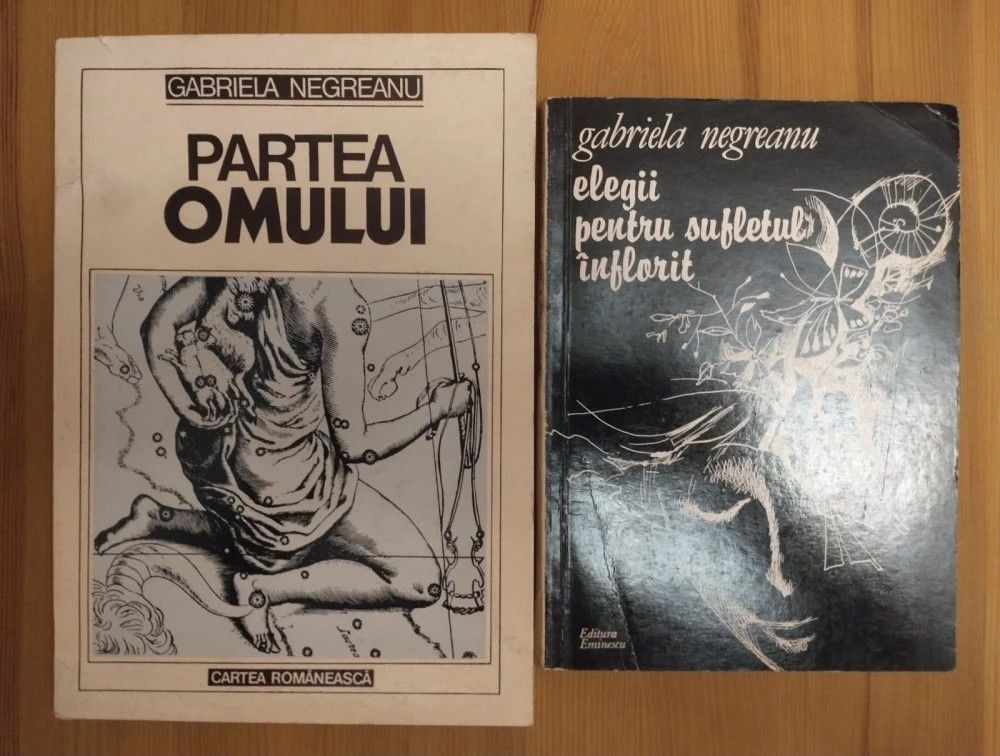 GABRIELA NEGREANU
PARTEA
OMULUI
CARTEA ROMÂNEASCĂ
gabriela negreanu
elegii
pentru sufletul
înflorit
Editura
Eminescu